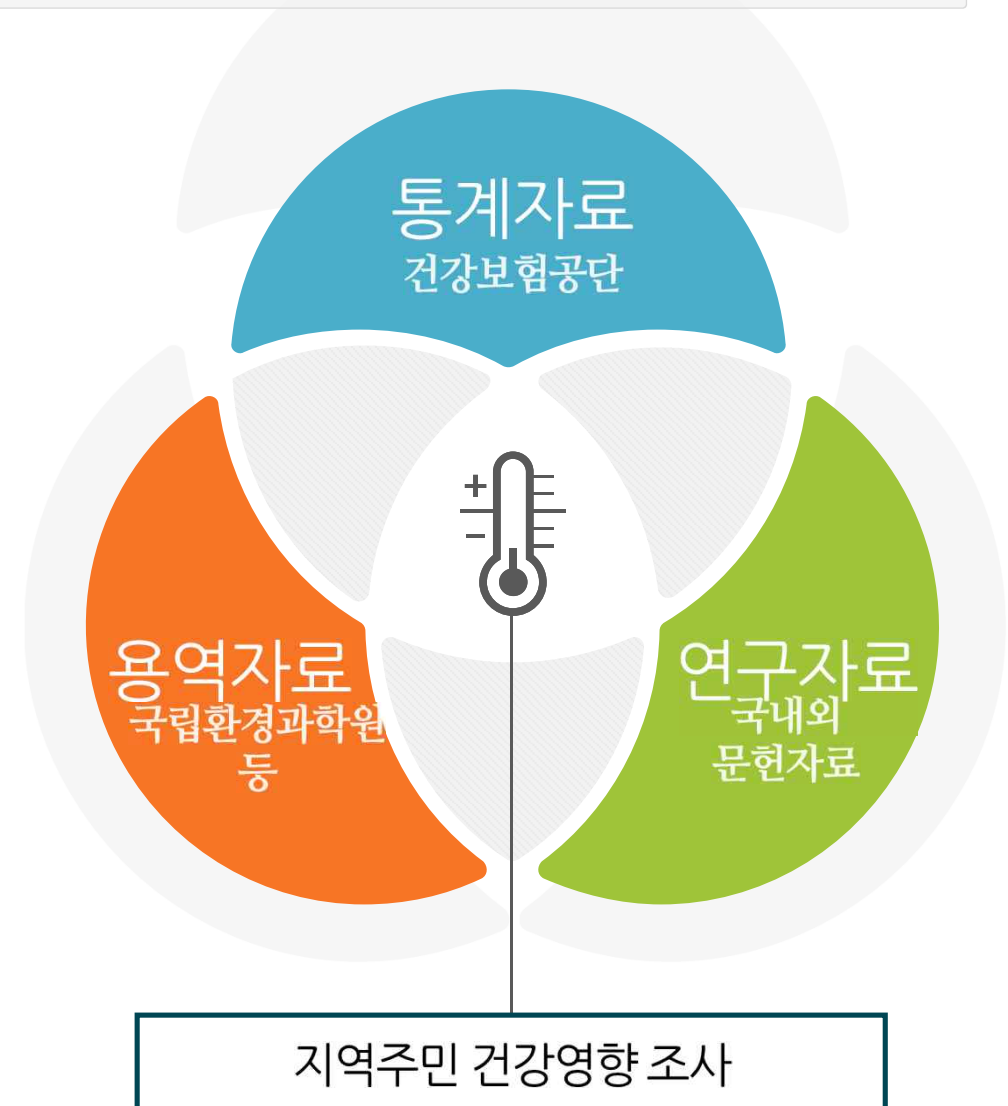 통계자료
건강보험공단
용역자료
국립환경과학원
등
연구자료
국내외
문헌자료
+
-
지역주민 건강영향 조사